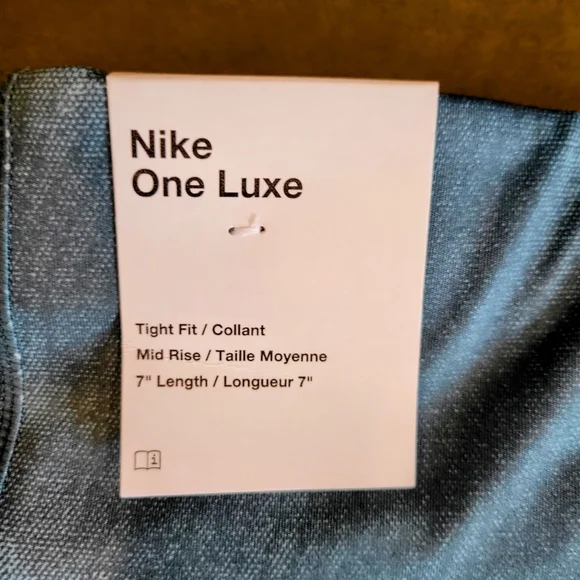 Nike
One Luxe
Tight Fit / Collant
Mid Rise / Taille Moyenne
7" Length / Longueur 7"
i